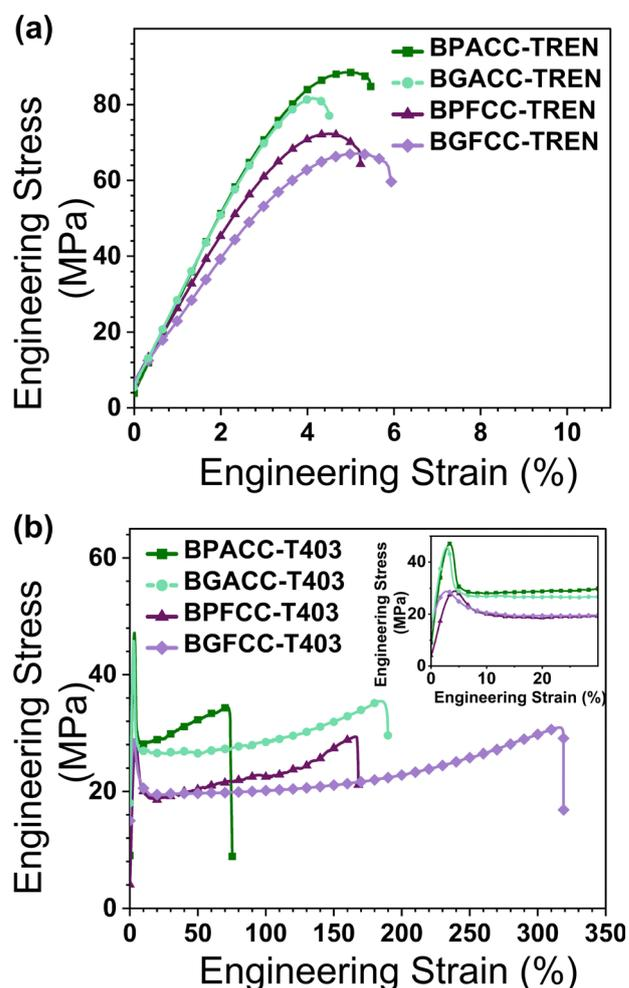 (a)
BPACC-TREN
BGACC-TREN
BPFCC-TREN
BGFCC-TREN
Engineering Stress
(MPa)
80
60
40
20
0
0 2 4 6 8 10
Engineering Strain (%)
(b)
BPACC-T403
BGACC-T403
BPFCC-T403
BGFCC-T403
Engineering Stress
(MPa)
60
40
20
0
0 50 100 150 200 250 300 350
Engineering Strain (%)
Engineering Stress
(MPa)
40
20
0
0 10 20
Engineering Strain (%)